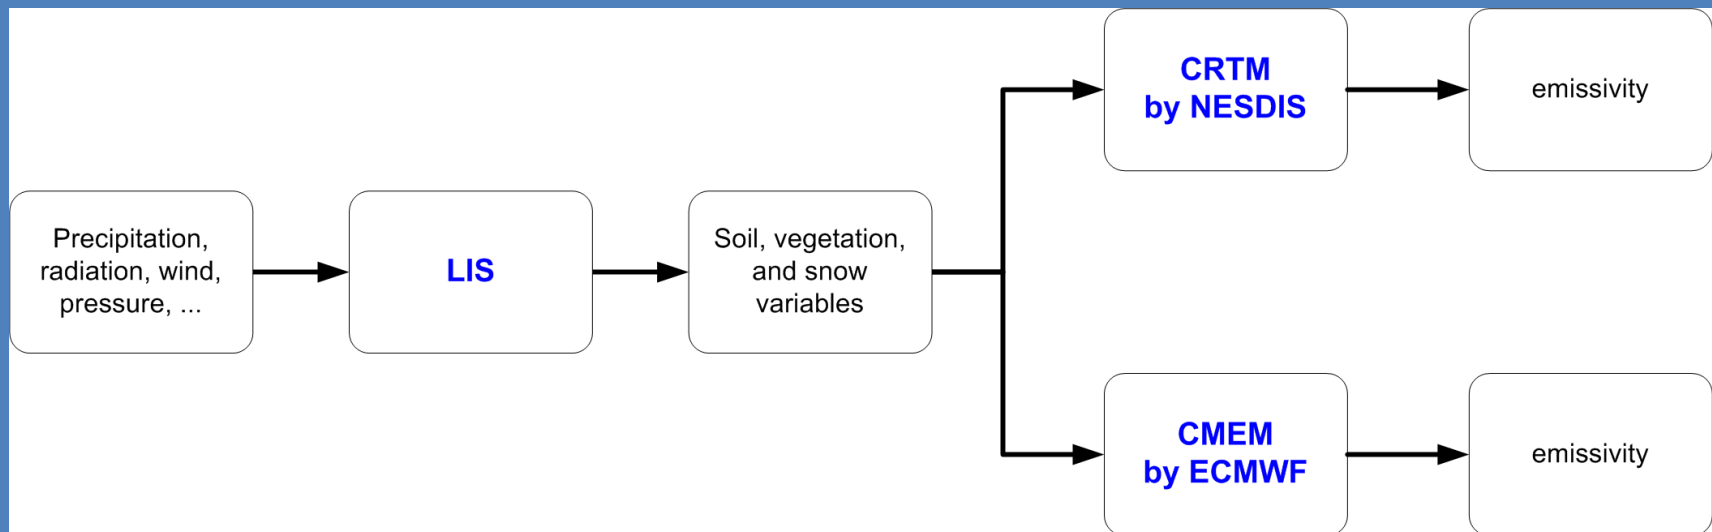 Precipitation,
radiation, wind,
pressure, ...
LIS
Soil, vegetation,
and snow
variables
CRTM
by NESDIS
emissivity
CMEM
by ECMWF
emissivity